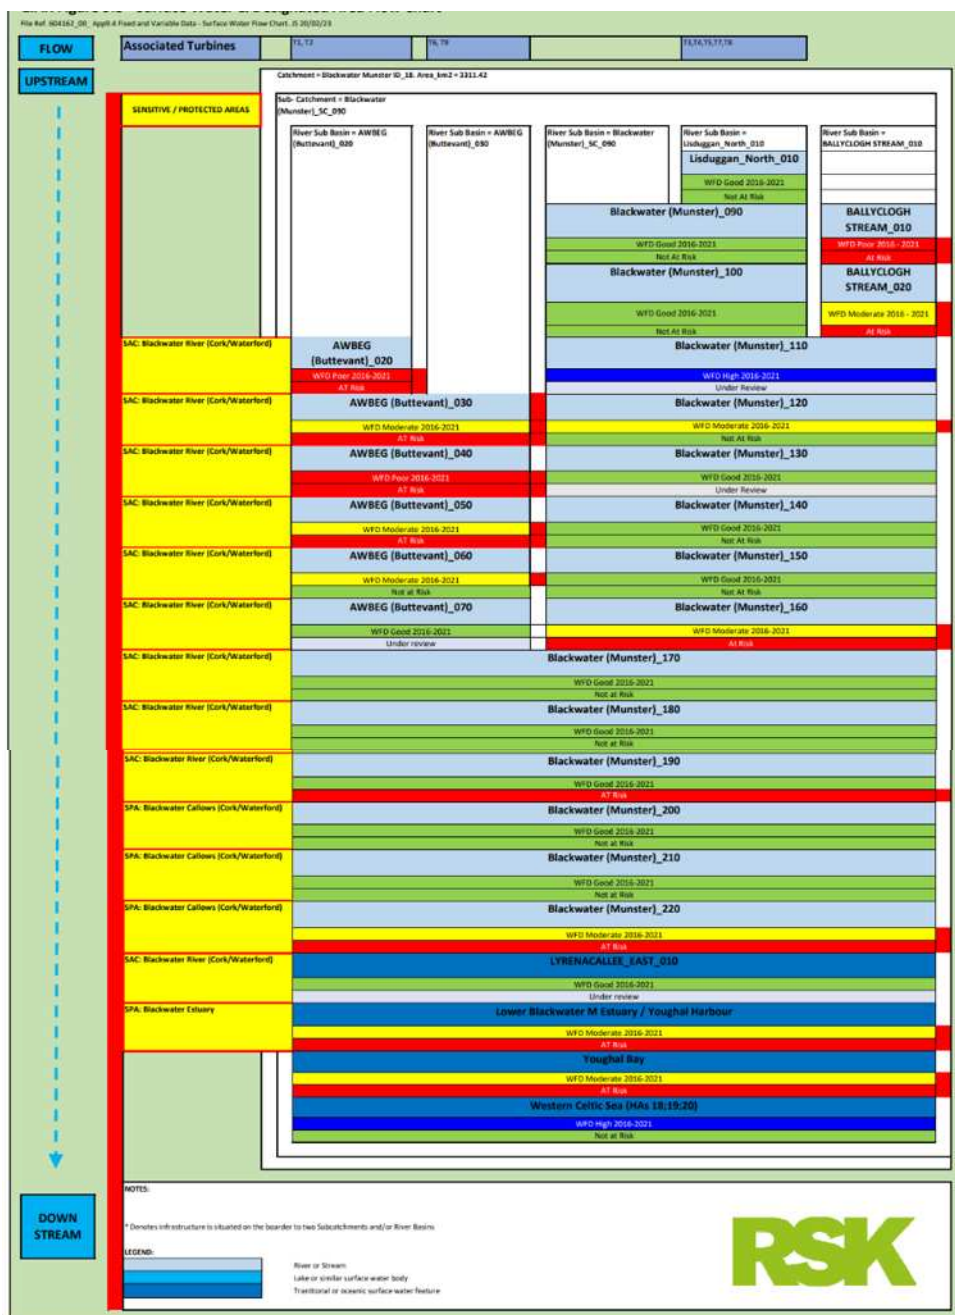 File Ref. 604162_00_ App9.4 Fixed and Variable Data - Surface Water Flow Chart. JS 20/02/23
FLOW
Associated Turbines
T1, T2
T6, T9
T3,T4,T5,T7,T8
UPSTREAM
Catchment = Blackwater Munster ID_18. Area_km2 = 3311.42
SENSITIVE / PROTECTED AREAS
Sub- Catchment = Blackwater
(Munster)_SC_090
River Sub Basin = AWBEG
(Buttevant)_020
River Sub Basin = AWBEG
(Buttevant)_030
River Sub Basin = Blackwater
(Munster)_SC_090
River Sub Basin =
Lisduggan_North_010
River Sub Basin =
BALLYCLOGH STREAM_010
Lisduggan_North_010
WFD Good 2016-2021
Not At Risk
Blackwater (Munster)_090
WFD Good 2016-2021
Not At Risk
BALLYCLOGH
STREAM_010
WFD Poor 2016 - 2021
At Risk
Blackwater (Munster)_100
WFD Good 2016-2021
Not At Risk
BALLYCLOGH
STREAM_020
WFD Moderate 2016 - 2021
At Risk
SAC: Blackwater River (Cork/Waterford)
AWBEG
(Buttevant)_020
WFD Poor 2016-2021
AT Risk
Blackwater (Munster)_110
WFD High 2016-2021
Under Review
SAC: Blackwater River (Cork/Waterford)
AWBEG (Buttevant)_030
WFD Moderate 2016-2021
AT Risk
Blackwater (Munster)_120
WFD Moderate 2016-2021
Not At Risk
SAC: Blackwater River (Cork/Waterford)
AWBEG (Buttevant)_040
WFD Poor 2016-2021
AT Risk
Blackwater (Munster)_130
WFD Good 2016-2021
Under Review
SAC: Blackwater River (Cork/Waterford)
AWBEG (Buttevant)_050
WFD Moderate 2016-2021
AT Risk
Blackwater (Munster)_140
WFD Good 2016-2021
Not At Risk
SAC: Blackwater River (Cork/Waterford)
AWBEG (Buttevant)_060
WFD Moderate 2016-2021
Not at Risk
Blackwater (Munster)_150
WFD Good 2016-2021
Not At Risk
SAC: Blackwater River (Cork/Waterford)
AWBEG (Buttevant)_070
WFD Good 2016-2021
Under review
Blackwater (Munster)_160
WFD Moderate 2016-2021
At Risk
SAC: Blackwater River (Cork/Waterford)
Blackwater (Munster)_170
WFD Good 2016-2021
Not at Risk
SAC: Blackwater River (Cork/Waterford)
Blackwater (Munster)_180
WFD Good 2016-2021
Not at Risk
SAC: Blackwater River (Cork/Waterford)
Blackwater (Munster)_190
WFD Good 2016-2021
AT Risk
SPA: Blackwater Callows (Cork/Waterford)
Blackwater (Munster)_200
WFD Good 2016-2021
Not at Risk
SPA: Blackwater Callows (Cork/Waterford)
Blackwater (Munster)_210
WFD Good 2016-2021
Not at Risk
SPA: Blackwater Callows (Cork/Waterford)
Blackwater (Munster)_220
WFD Moderate 2016-2021
AT Risk
SAC: Blackwater River (Cork/Waterford)
LYRENACALLEE_EAST_010
WFD Good 2016-2021
Under review
SPA: Blackwater Estuary
Lower Blackwater M Estuary / Youghal Harbour
WFD Moderate 2016-2021
AT Risk
Youghal Bay
WFD Moderate 2016-2021
AT Risk
Western Celtic Sea (HAs 18;19;20)
WFD High 2016-2021
Not at Risk
DOWN
STREAM
NOTES:
* Denotes infrastructure is situated on the boarder to two Subcatchments and/or River Basins
LEGEND:
River or Stream
Lake or similar surface water body
Tranitional or oceanic surface water feature
RSK